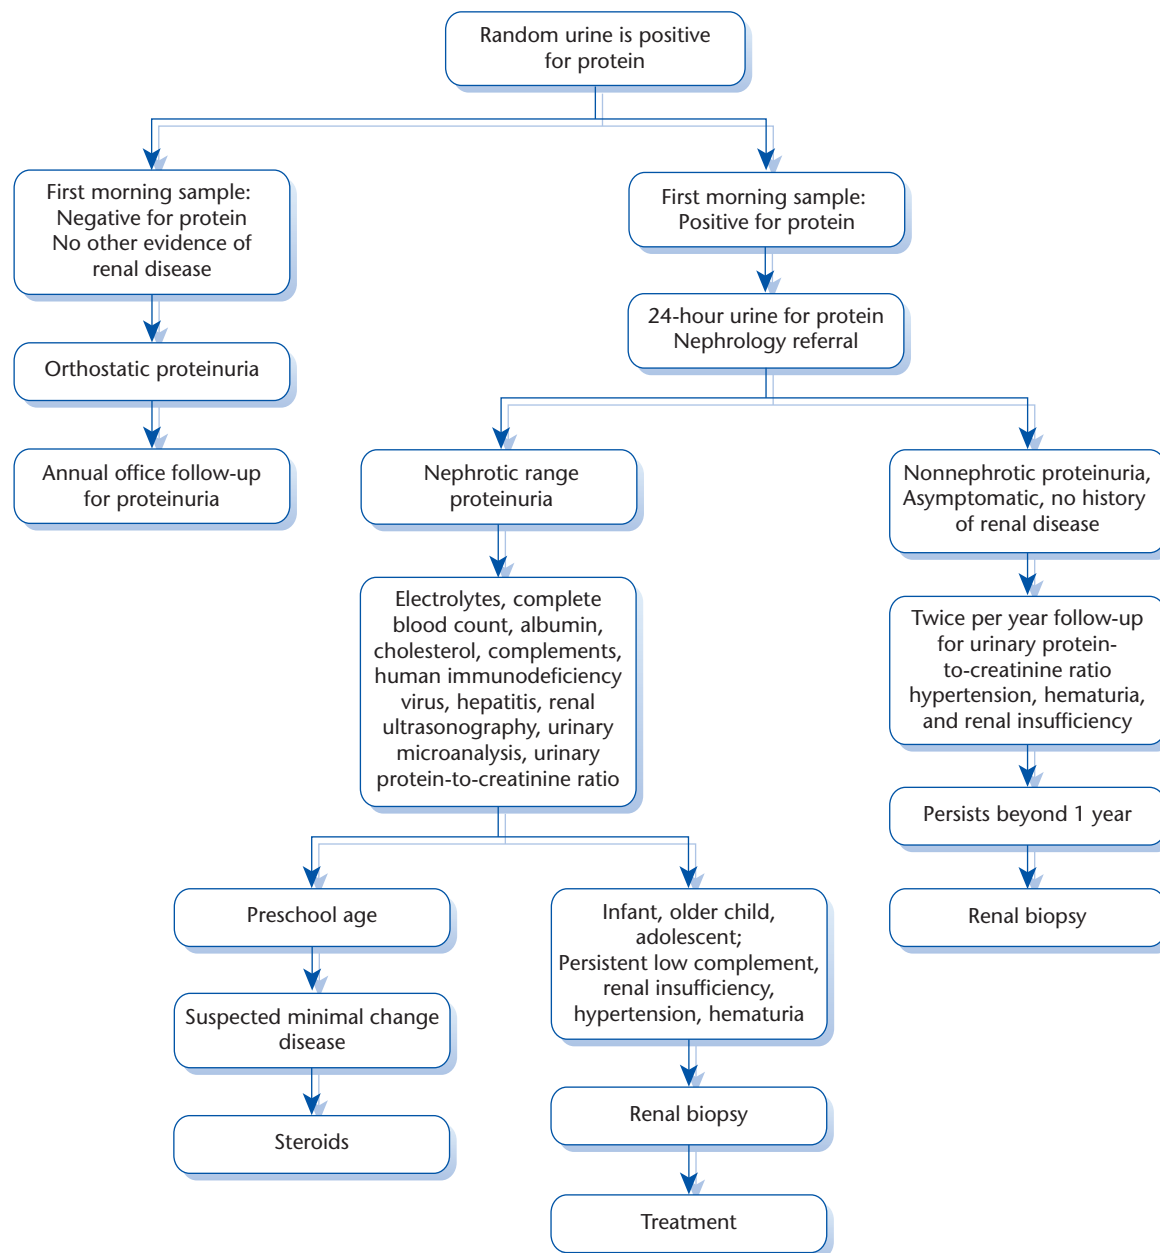 Random urine is positive
for protein
First morning sample:
Negative for protein
No other evidence of
renal disease
First morning sample:
Positive for protein
24-hour urine for protein
Nephrology referral
Orthostatic proteinuria
Annual office follow-up
for proteinuria
Nephrotic range
proteinuria
Nonnephrotic proteinuria,
Asymptomatic, no history
of renal disease
Electrolytes, complete
blood count, albumin,
cholesterol, complements,
human immunodeficiency
virus, hepatitis, renal
ultrasonography, urinary
microanalysis, urinary
protein-to-creatinine ratio
Twice per year follow-up
for urinary protein-
to-creatinine ratio
hypertension, hematuria,
and renal insufficiency
Persists beyond 1 year
Renal biopsy
Preschool age
Suspected minimal change
disease
Steroids
Infant, older child,
adolescent;
Persistent low complement,
renal insufficiency,
hypertension, hematuria
Renal biopsy
Treatment